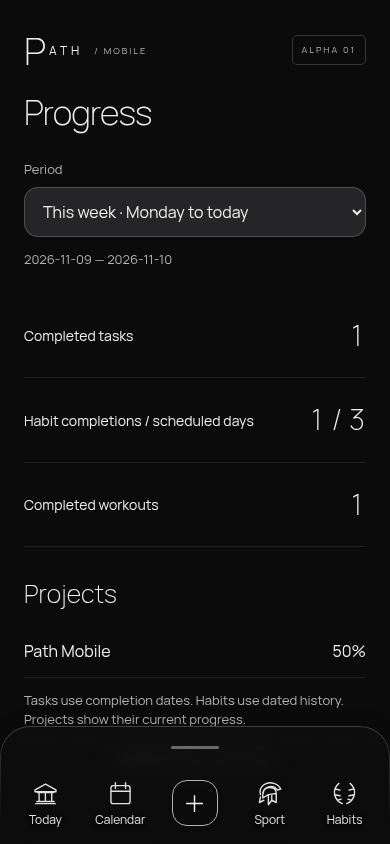 PATH / MOBILE ALPHA 01
Progress
Period
This week · Monday to today
2026-11-09 — 2026-11-10
Completed tasks 1
Habit completions / scheduled days 1 / 3
Completed workouts 1
Projects
Path Mobile 50%
Tasks use completion dates. Habits use dated history.
Projects show their current progress.
Today Calendar Sport Habits